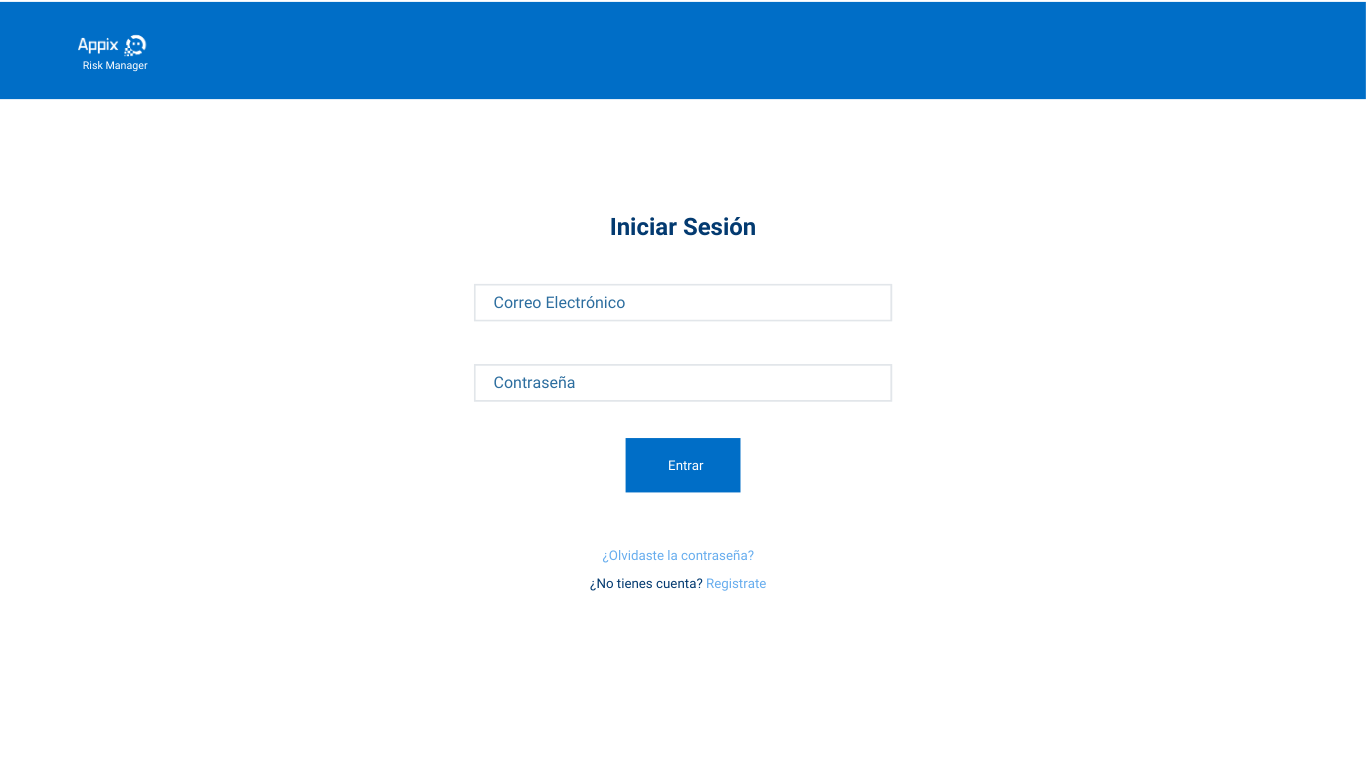 Appix
Risk Manager
Iniciar Sesión
Correo Electrónico
Contraseña
Entrar
¿Olvidaste la contraseña?
¿No tienes cuenta? Registrate